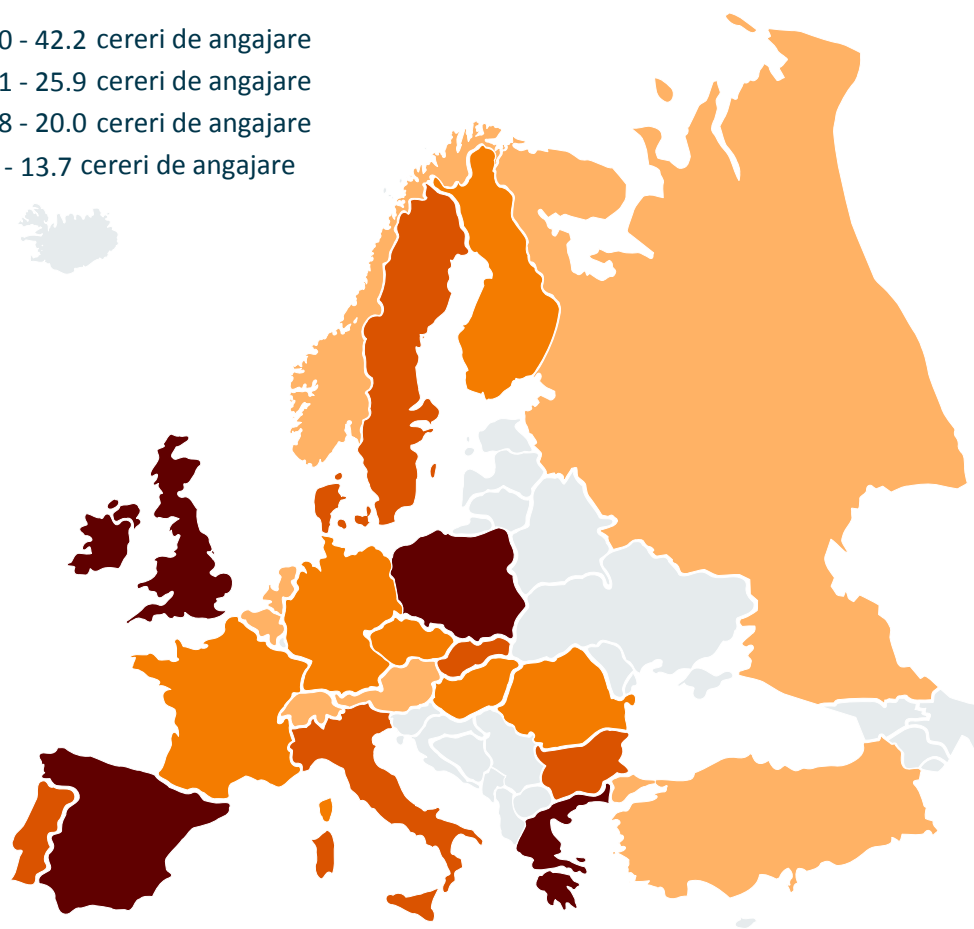 0 - 42.2 cereri de angajare
1 - 25.9 cereri de angajare
8 - 20.0 cereri de angajare
- 13.7 cereri de angajare